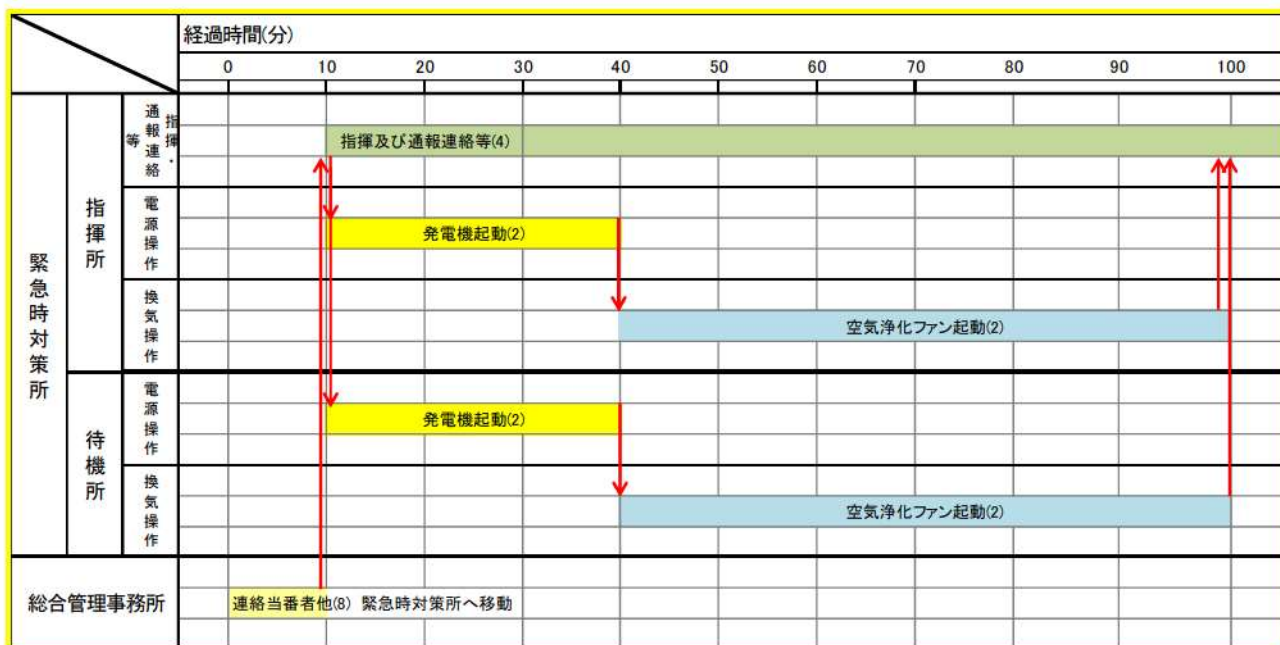 経過時間(分)
0 10 20 30 40 50 60 70 80 90 100
緊急時対策所
指揮所
指揮・
通報連絡
等
指揮及び通報連絡等(4)
電源操作
発電機起動(2)
換気操作
空気浄化ファン起動(2)
待機所
電源操作
発電機起動(2)
換気操作
空気浄化ファン起動(2)
総合管理事務所
連絡当番者他(8) 緊急時対策所へ移動